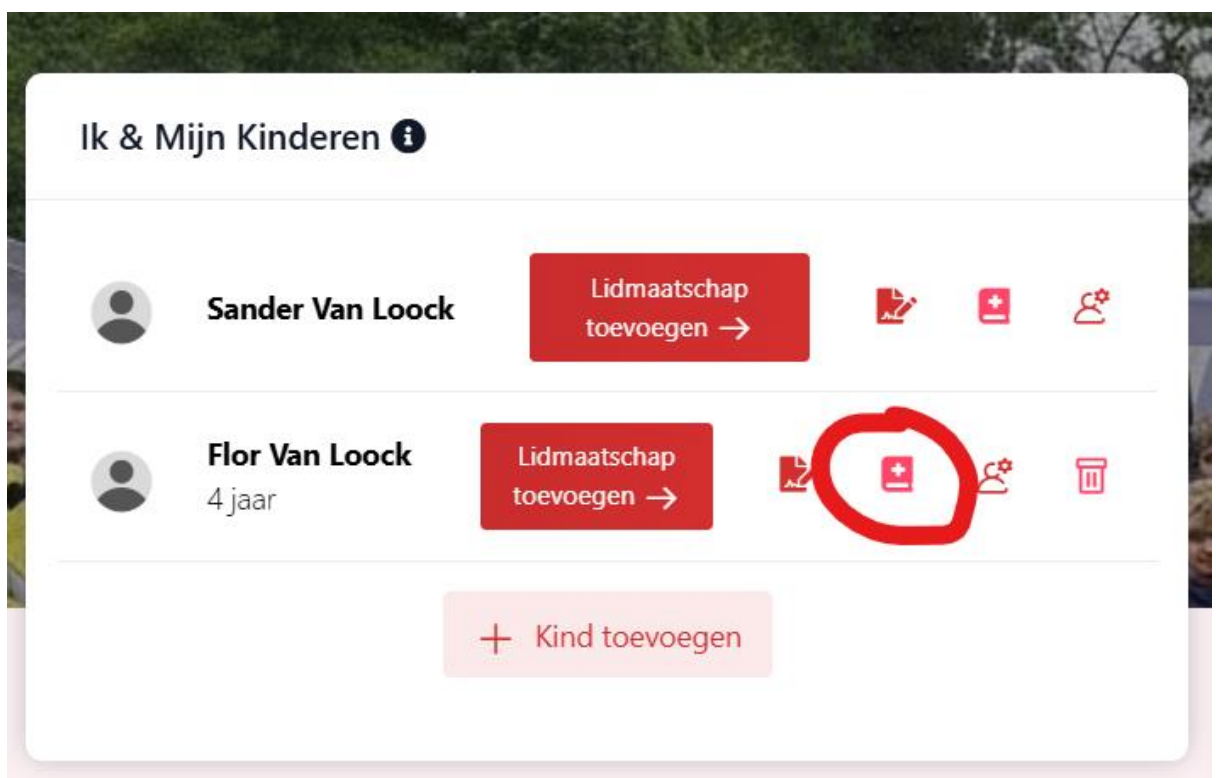 Ik & Mijn Kinderen
Sander Van Loock
Lidmaatschap
toevoegen →
Flor Van Loock
4 jaar
Lidmaatschap
toevoegen →
+ Kind toevoegen